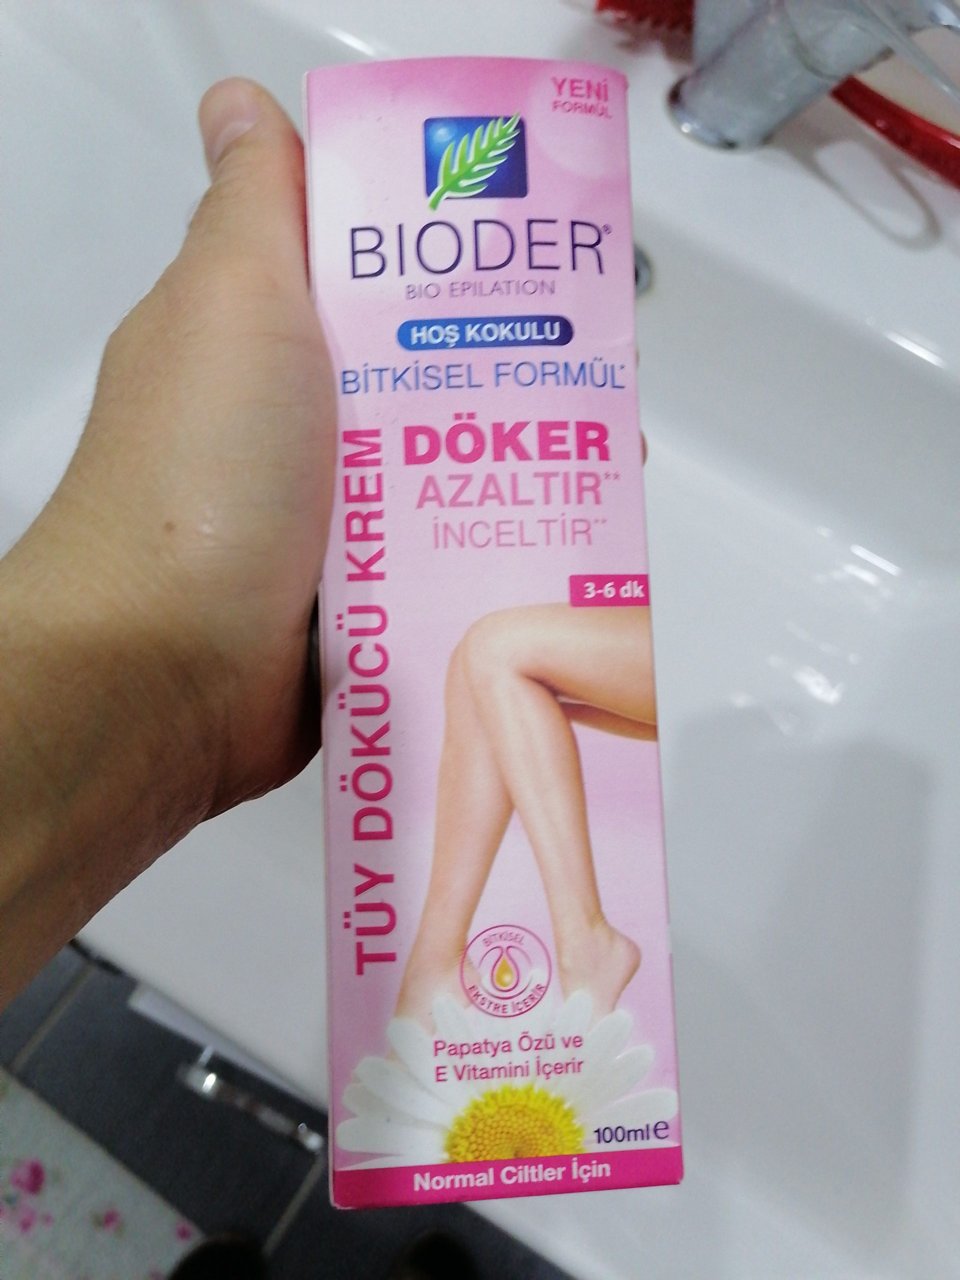 YENİ
FORMÜL
BIODER®
BIO EPILATION
HOŞ KOKULU
BİTKİSEL FORMÜL*
TÜY DÖKÜCÜ KREM
DÖKER
AZALTIR**
İNCELTİR**
3-6 dk
BİTKİSEL
EKSTRE İÇERİR
Papatya Özü ve
E Vitamini İçerir
100ml e
Normal Ciltler İçin